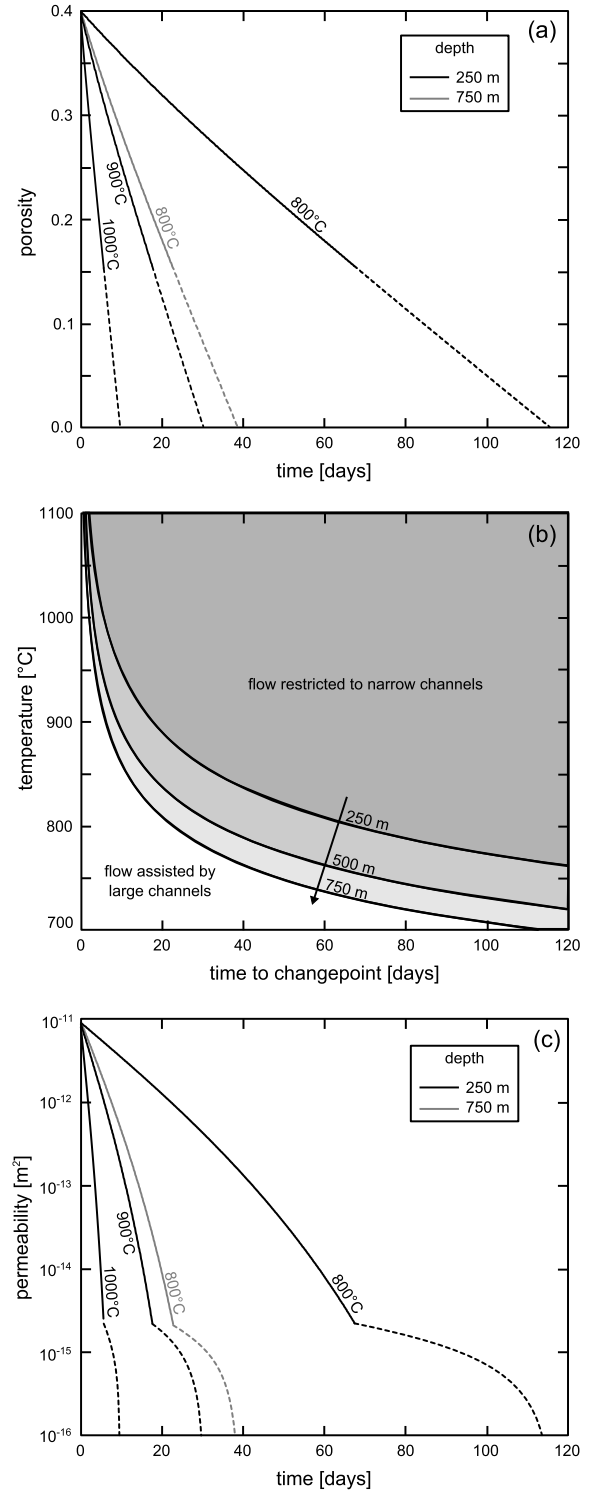 (a)
depth
250 m
750 m
0.4
0.3
0.2
0.1
0.0
porosity
1000°C
900°C
800°C
800°C
0 20 40 60 80 100 120
time [days]
(b)
1100
1000
900
800
700
temperature [°C]
flow restricted to narrow channels
250 m
500 m
750 m
flow assisted by
large channels
0 20 40 60 80 100 120
time to changepoint [days]
(c)
depth
250 m
750 m
10⁻¹¹
10⁻¹²
10⁻¹³
10⁻¹⁴
10⁻¹⁵
10⁻¹⁶
permeability [m²]
1000°C
900°C
800°C
800°C
0 20 40 60 80 100 120
time [days]